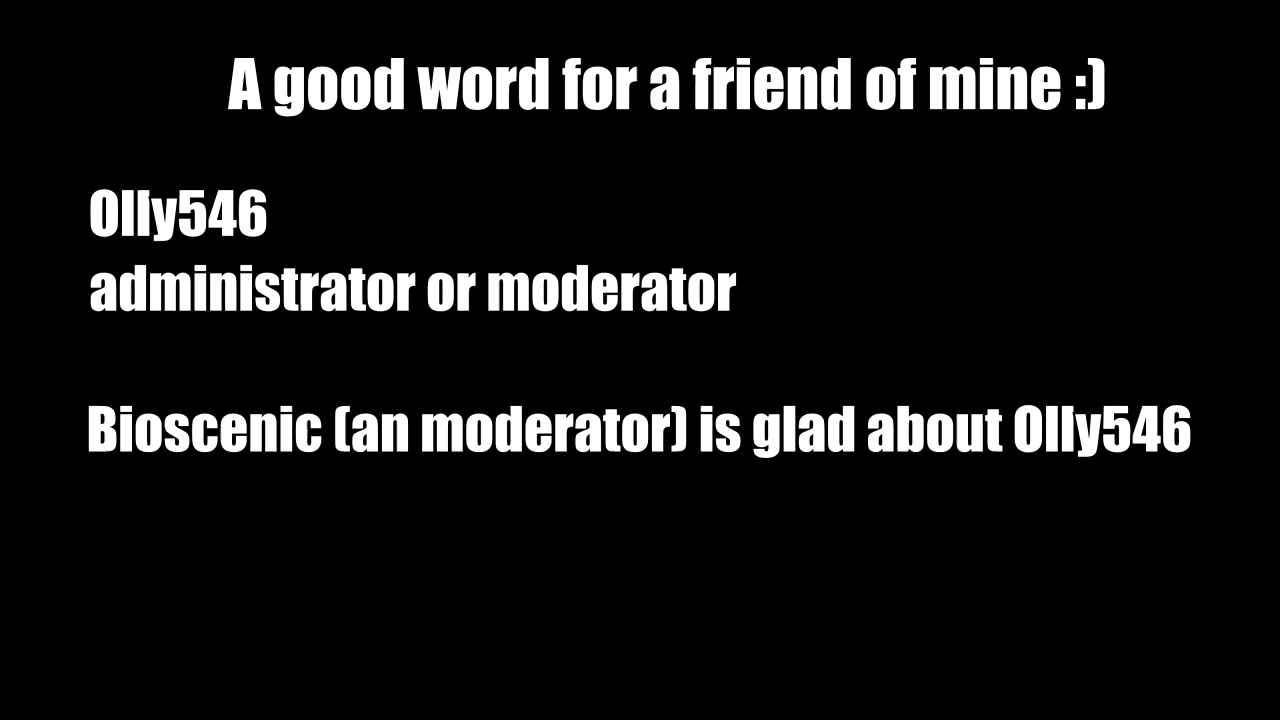 A good word for a friend of mine :)
Olly546
administrator or moderator
Bioscenic (an moderator) is glad about Olly546